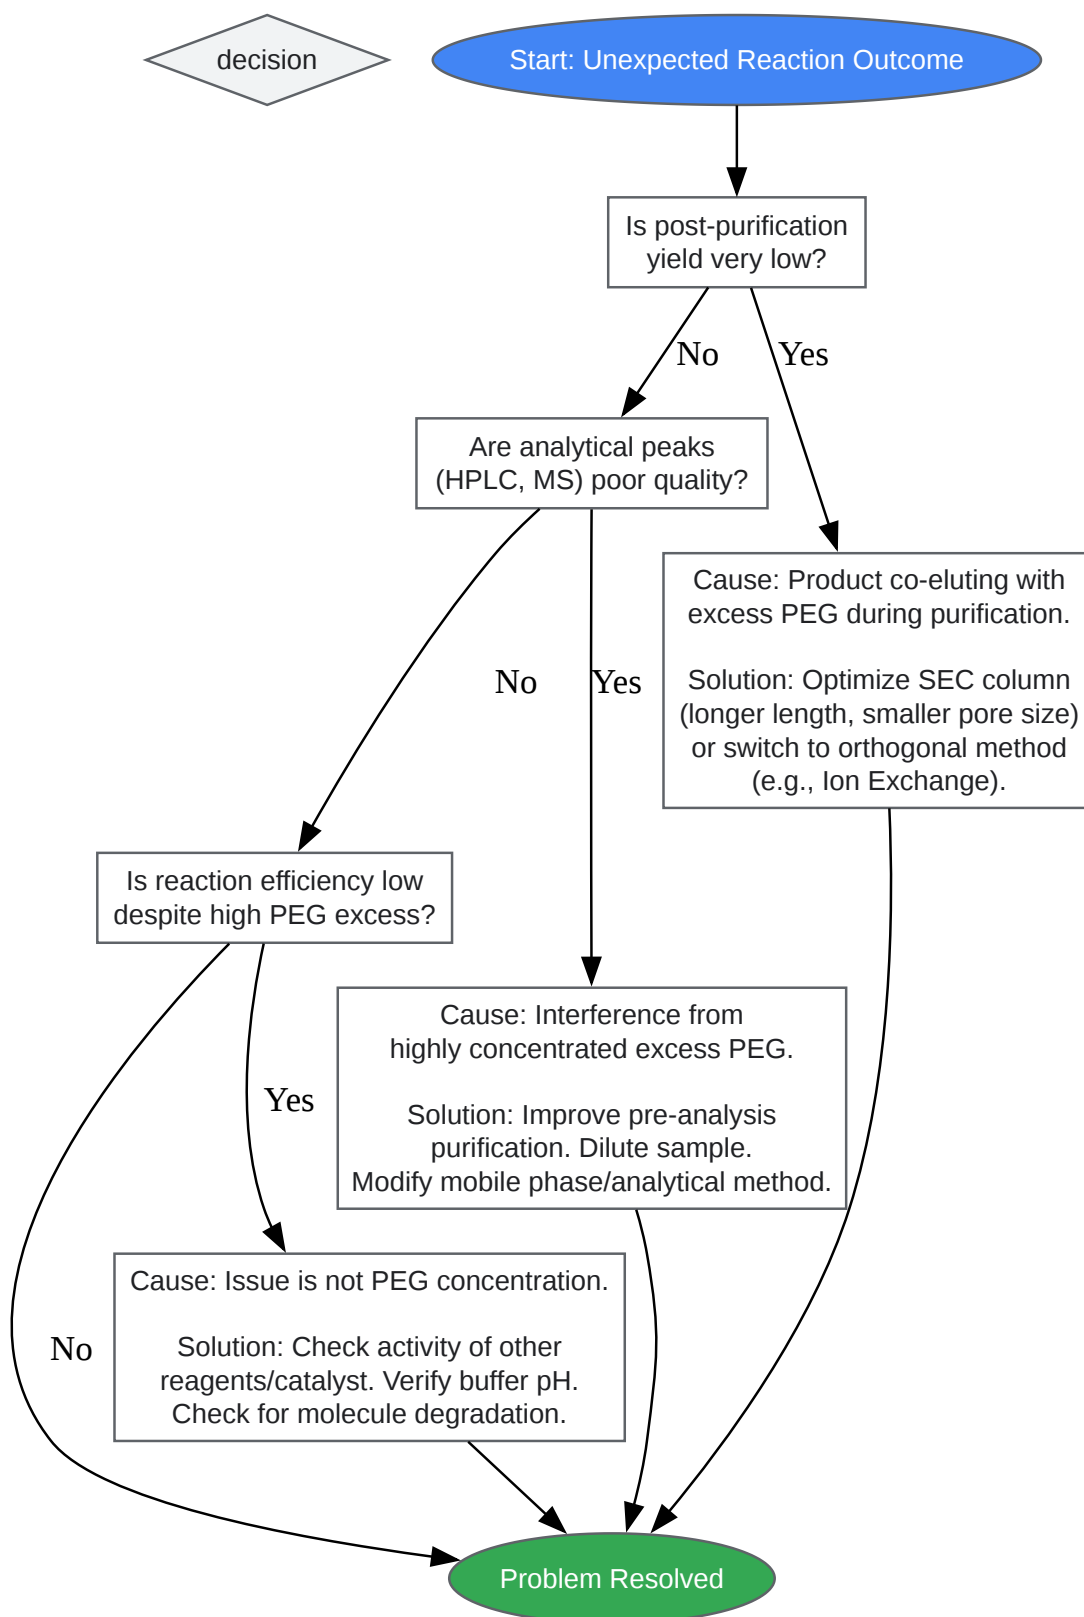 decision
Start: Unexpected Reaction Outcome
Is post-purification
yield very low?
No
Yes
Are analytical peaks
(HPLC, MS) poor quality?
Cause: Product co-eluting with
excess PEG during purification.
Solution: Optimize SEC column
(longer length, smaller pore size)
or switch to orthogonal method
(e.g., Ion Exchange).
No
Yes
Is reaction efficiency low
despite high PEG excess?
Cause: Interference from
highly concentrated excess PEG.
Solution: Improve pre-analysis
purification. Dilute sample.
Modify mobile phase/analytical method.
Yes
No
Cause: Issue is not PEG concentration.
Solution: Check activity of other
reagents/catalyst. Verify buffer pH.
Check for molecule degradation.
Problem Resolved